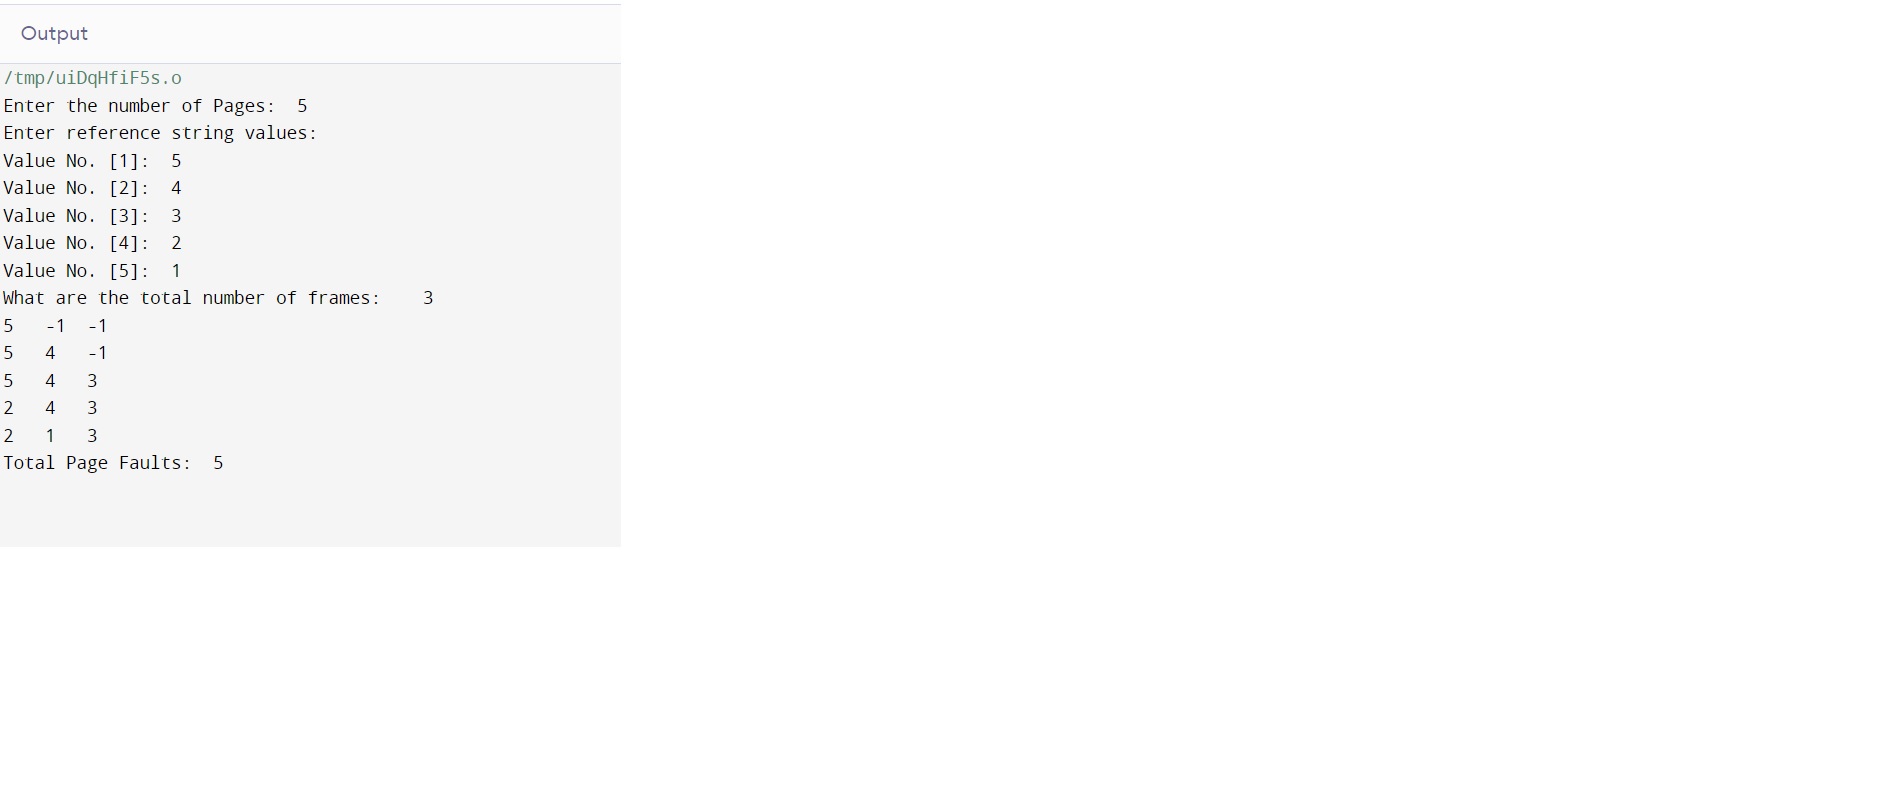 Output
/tmp/uiDqHfiF5s.o
Enter the number of Pages:  5
Enter reference string values:
Value No. [1]:  5
Value No. [2]:  4
Value No. [3]:  3
Value No. [4]:  2
Value No. [5]:  1
What are the total number of frames:    3
5   -1  -1
5   4   -1
5   4   3
2   4   3
2   1   3
Total Page Faults:  5